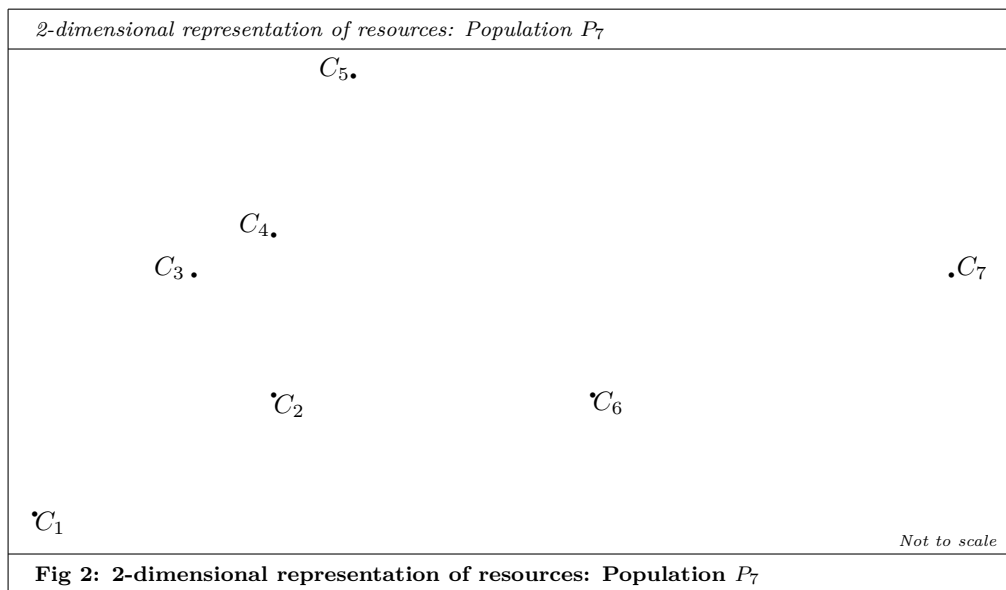 2-dimensional representation of resources: Population P₇
C₅
C₄
C₃
C₇
C₂
C₆
C₁
Not to scale
Fig 2: 2-dimensional representation of resources: Population P₇